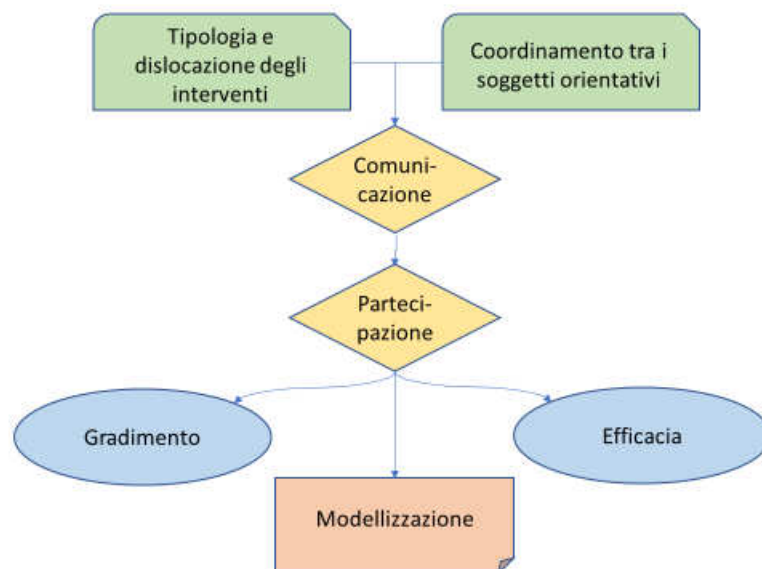 Tipologia e
dislocazione degli
interventi
Coordinamento tra i
soggetti orientativi
Comuni-
cazione
Parteci-
pazione
Gradimento
Efficacia
Modellizzazione